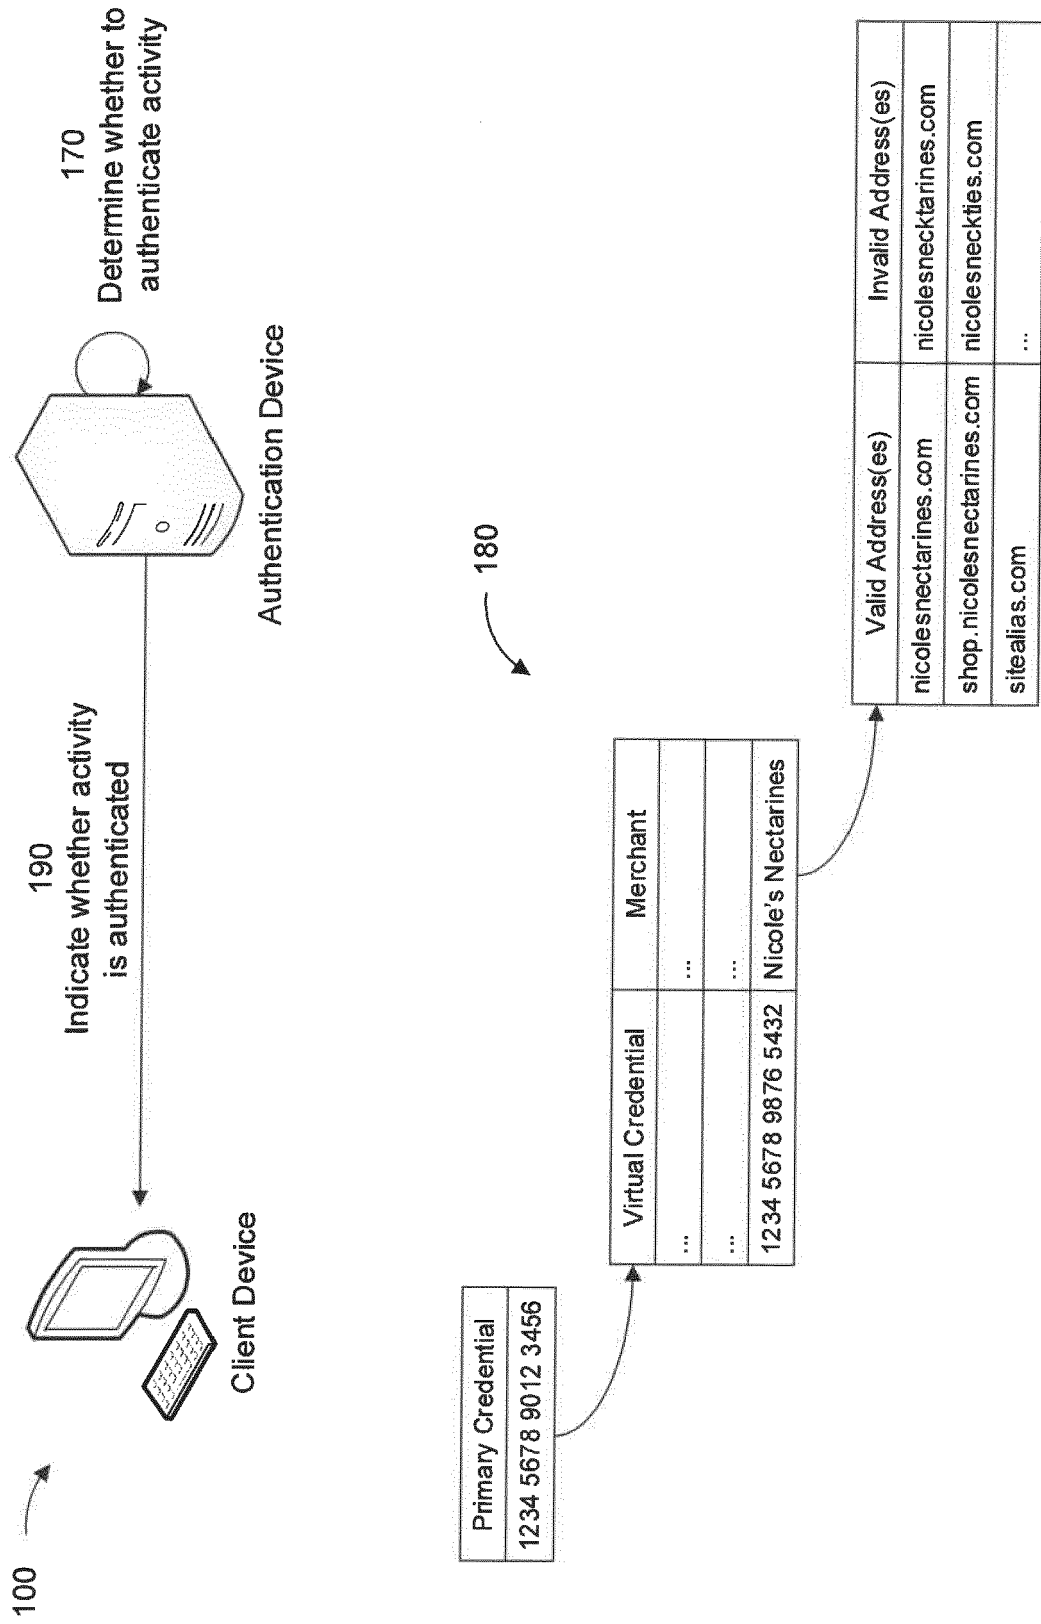 100
190
Indicate whether activity
is authenticated
170
Determine whether to
authenticate activity
Client Device
Authentication Device
180
Primary Credential
1234 5678 9012 3456
Virtual Credential Merchant
... ...
... ...
1234 5678 9876 5432 Nicole's Nectarines
Valid Address(es) Invalid Address(es)
nicolesnectarines.com nicolesnecktarines.com
shop.nicolesnectarines.com nicolesneckties.com
sitealias.com ...